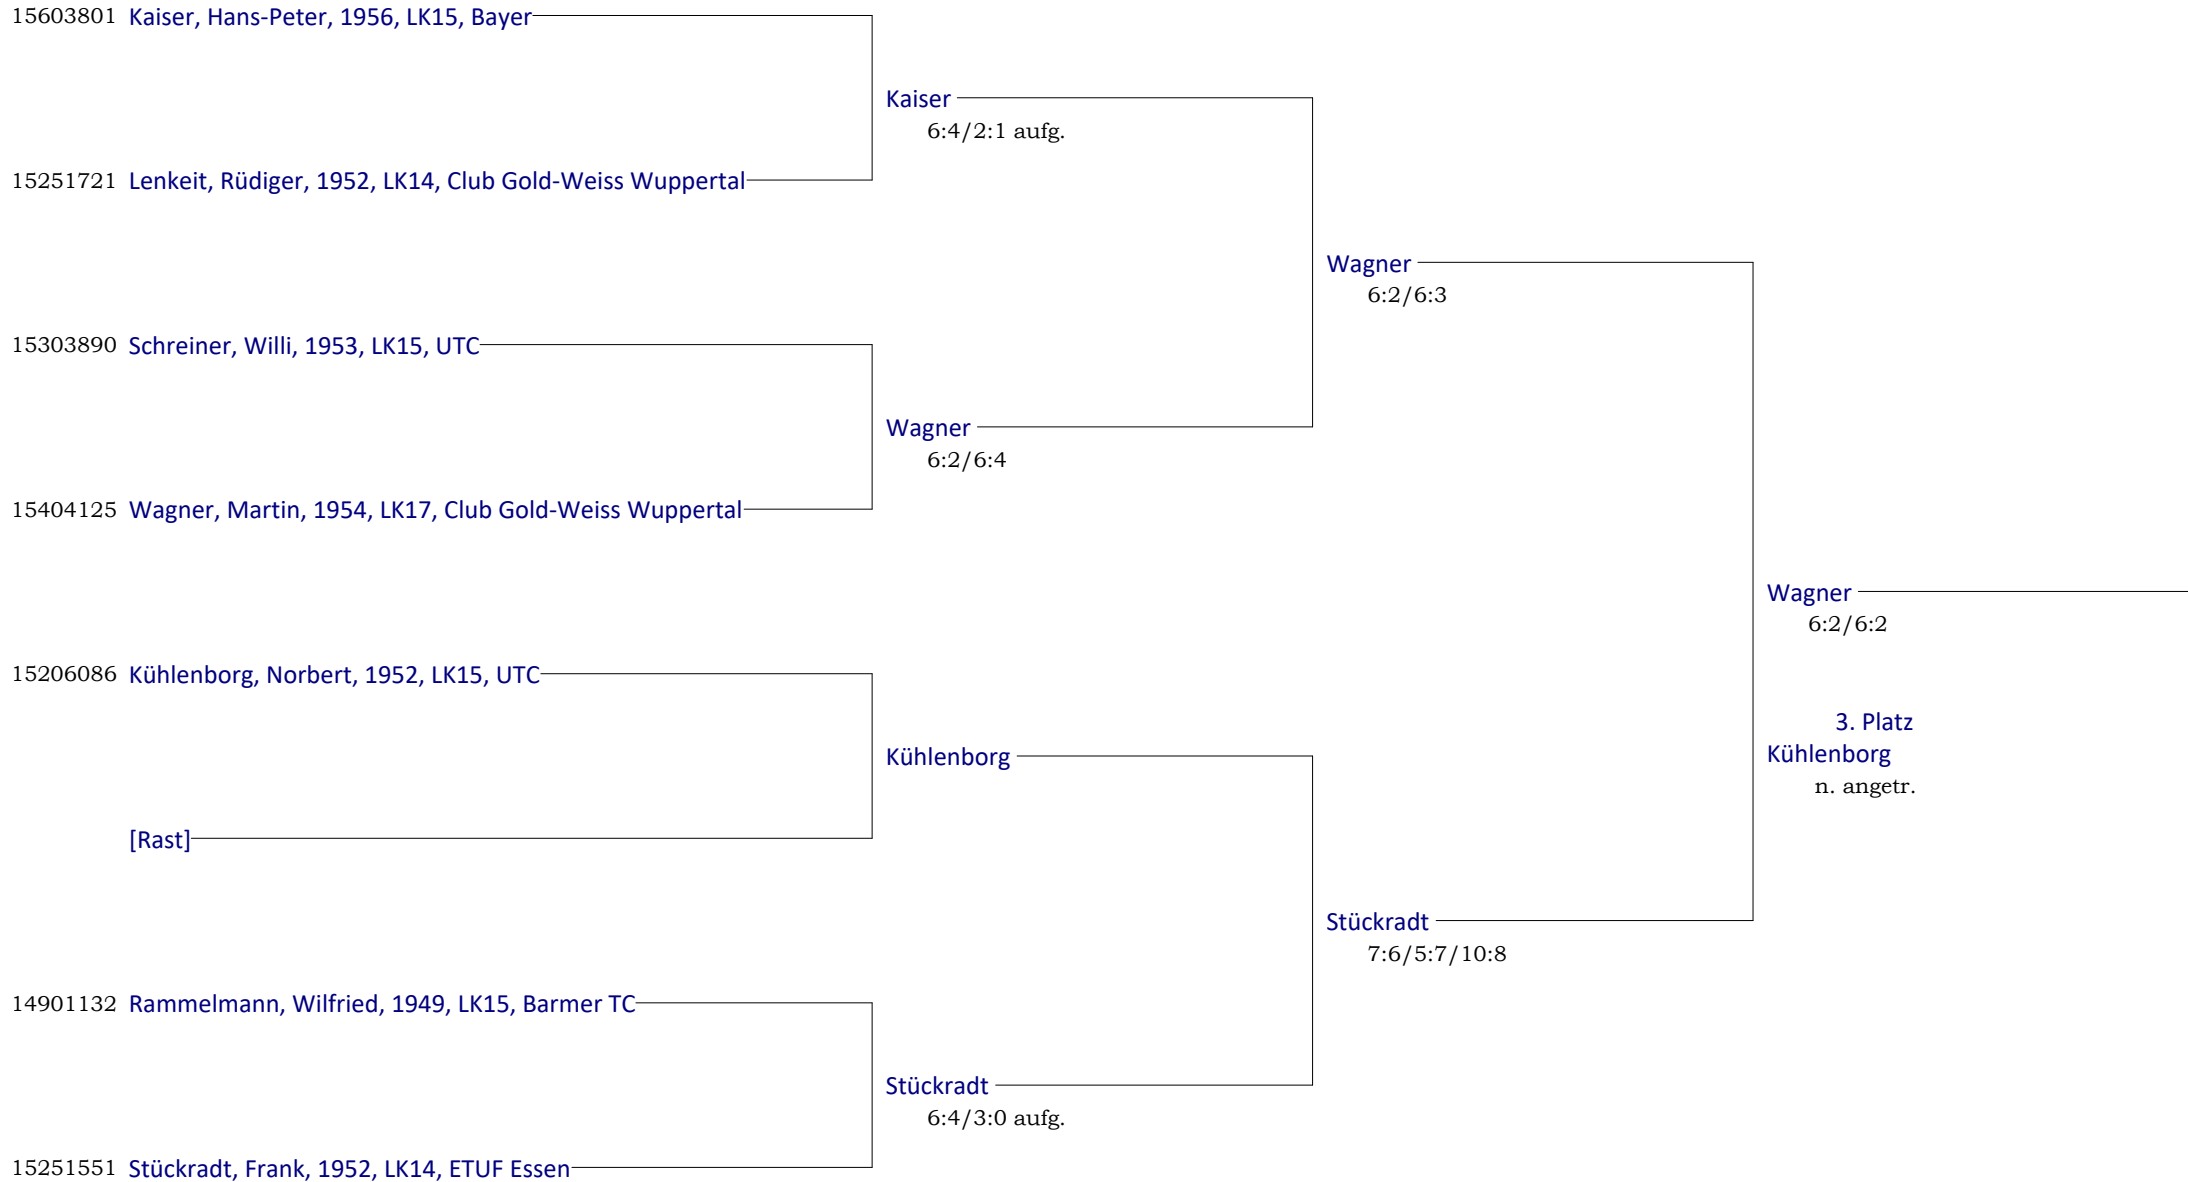 15603801 Kaiser, Hans-Peter, 1956, LK15, Bayer
Kaiser
6:4/2:1 aufg.
15251721 Lenkeit, Rüdiger, 1952, LK14, Club Gold-Weiss Wuppertal
Wagner
6:2/6:3
15303890 Schreiner, Willi, 1953, LK15, UTC
Wagner
6:2/6:4
15404125 Wagner, Martin, 1954, LK17, Club Gold-Weiss Wuppertal
Wagner
6:2/6:2
15206086 Kühlenborg, Norbert, 1952, LK15, UTC
3. Platz
Kühlenborg
Kühlenborg
n. angetr.
[Rast]
Stückradt
7:6/5:7/10:8
14901132 Rammelmann, Wilfried, 1949, LK15, Barmer TC
Stückradt
6:4/3:0 aufg.
15251551 Stückradt, Frank, 1952, LK14, ETUF Essen